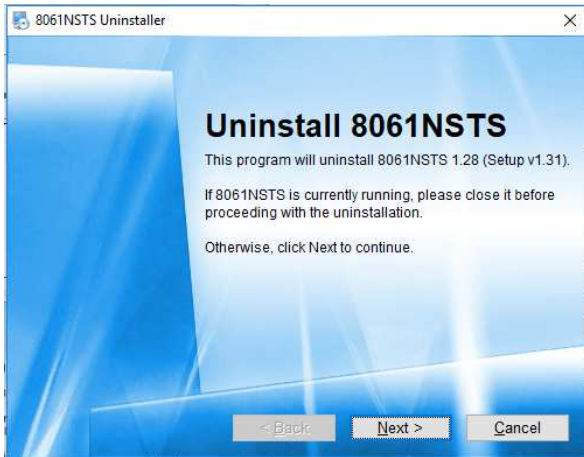 8061NSTS Uninstaller
Uninstall 8061NSTS
This program will uninstall 8061NSTS 1.28 (Setup v1.31).
If 8061NSTS is currently running, please close it before
proceeding with the uninstallation.
Otherwise, click Next to continue.
< Back
Next >
Cancel